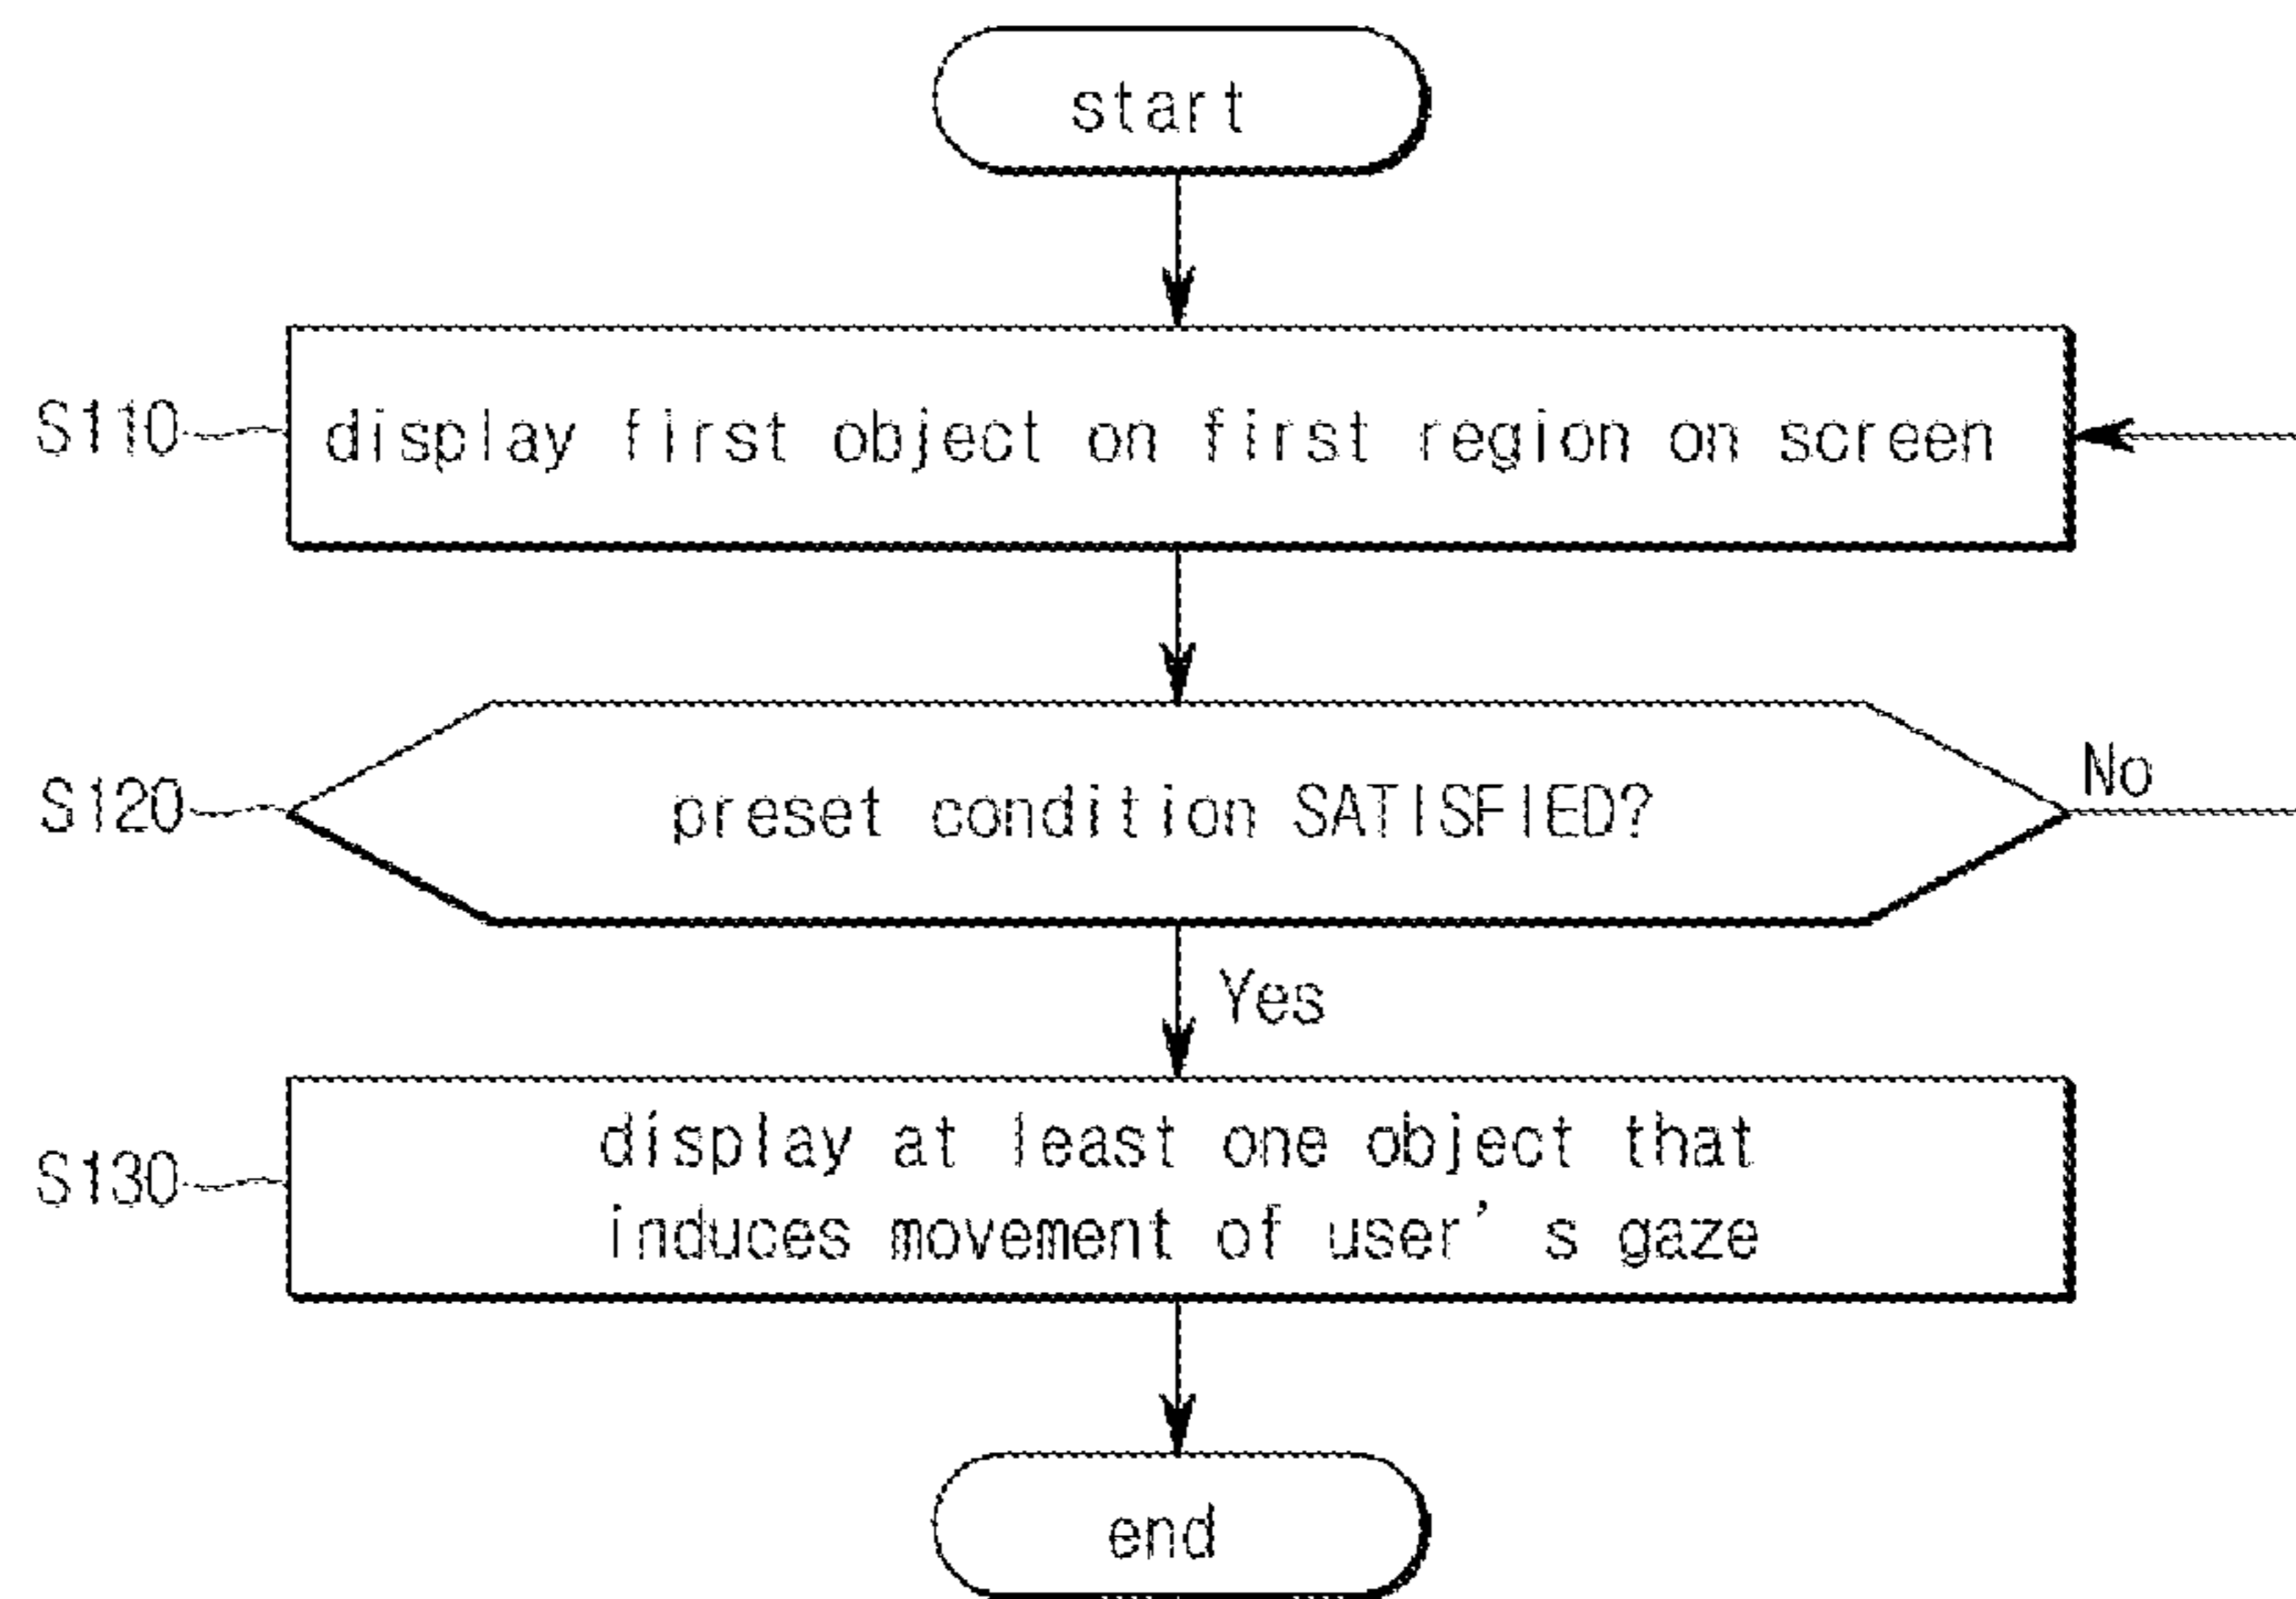 start
S110
display first object on first region on screen
S120
preset condition SATISFIED?
No
Yes
S130
display at least one object that
induces movement of user's gaze
end